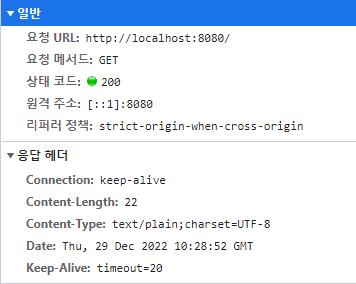 일반
요청 URL: http://localhost:8080/
요청 메서드: GET
상태 코드: 200
원격 주소: [::1]:8080
리퍼러 정책: strict-origin-when-cross-origin
응답 헤더
Connection: keep-alive
Content-Length: 22
Content-Type: text/plain;charset=UTF-8
Date: Thu, 29 Dec 2022 10:28:52 GMT
Keep-Alive: timeout=20